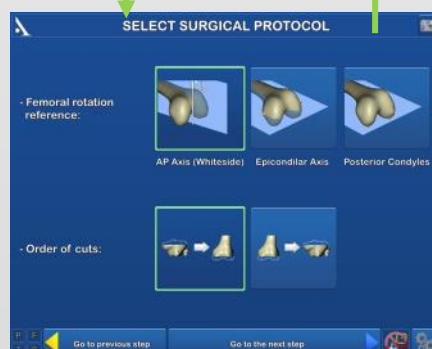 SELECT SURGICAL PROTOCOL
- Femoral rotation
reference:
AP Axis (Whiteside) Epicondilar Axis Posterior Condyles
- Order of cuts:
Go to previous step Go to the next step